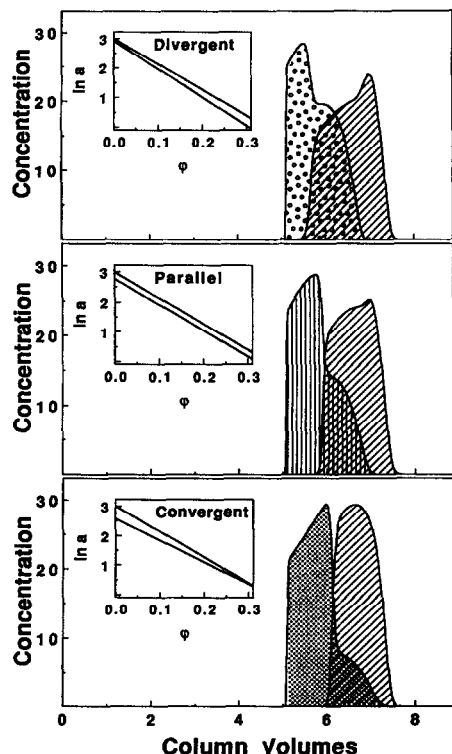 Concentration
30
20
10
ln a
3
2
1
Divergent
0.0 0.1 0.2 0.3
φ
Concentration
30
20
10
ln a
3
2
1
Parallel
0.0 0.1 0.2 0.3
φ
Concentration
30
20
10
ln a
3
2
1
Convergent
0.0 0.1 0.2 0.3
φ
0 2 4 6 8
Column Volumes